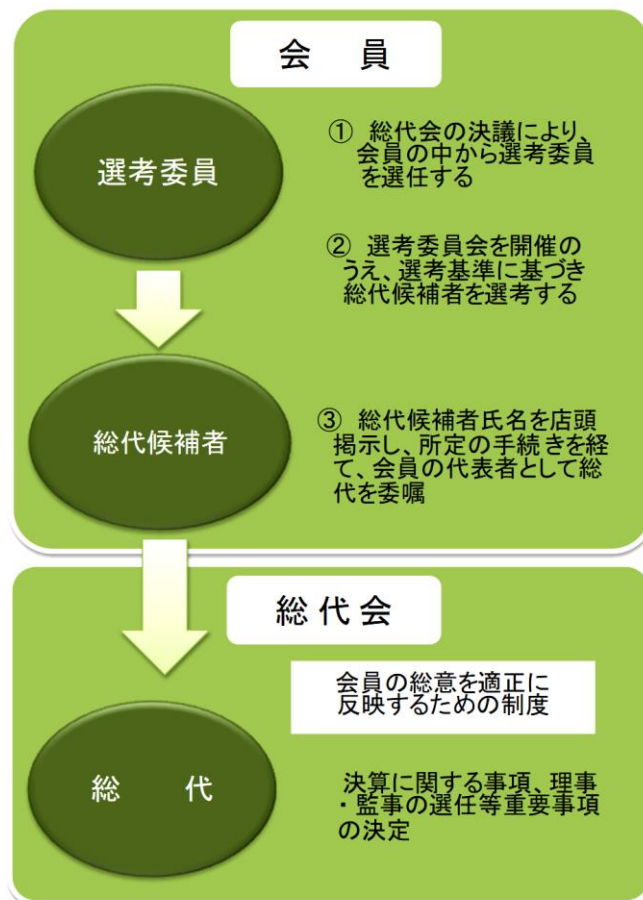 会　員
選考委員
①　総代会の決議により、
会員の中から選考委員
を選任する
②　選考委員会を開催の
うえ、選考基準に基づき
総代候補者を選考する
総代候補者
③　総代候補者氏名を店頭
掲示し、所定の手続きを経
て、会員の代表者として総
代を委嘱
総代会
会員の総意を適正に
反映するための制度
総　代
決算に関する事項、理事
・監事の選任等重要事項
の決定